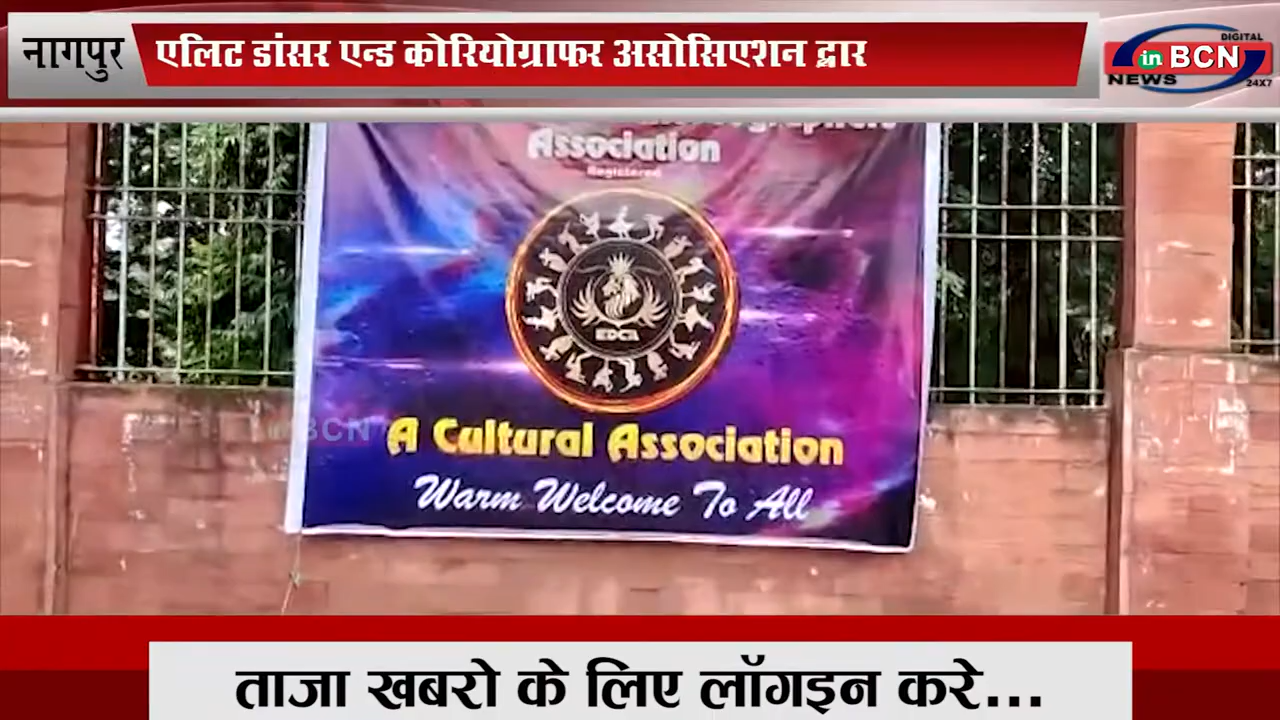 नागपुर
एलिट डांसर एन्ड कोरियोग्राफर असोसिएशन द्वार
DIGITAL
in BCN
NEWS
24X7
Association
Registered
EDCA
BCN
A Cultural Association
Warm Welcome To All
ताजा खबरो के लिए लॉगइन करे...